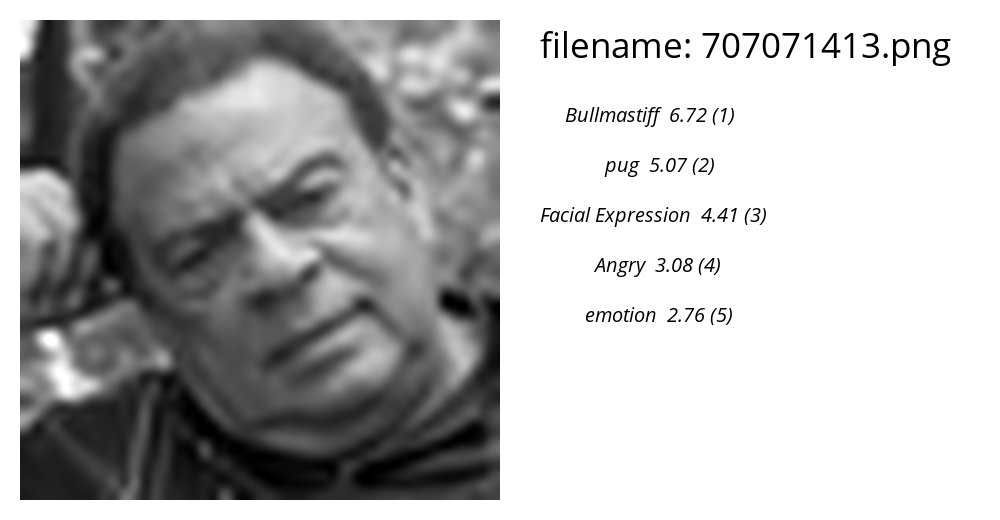 filename: 707071413.png
Bullmastiff 6.72 (1)
pug 5.07 (2)
Facial Expression 4.41 (3)
Angry 3.08 (4)
emotion 2.76 (5)